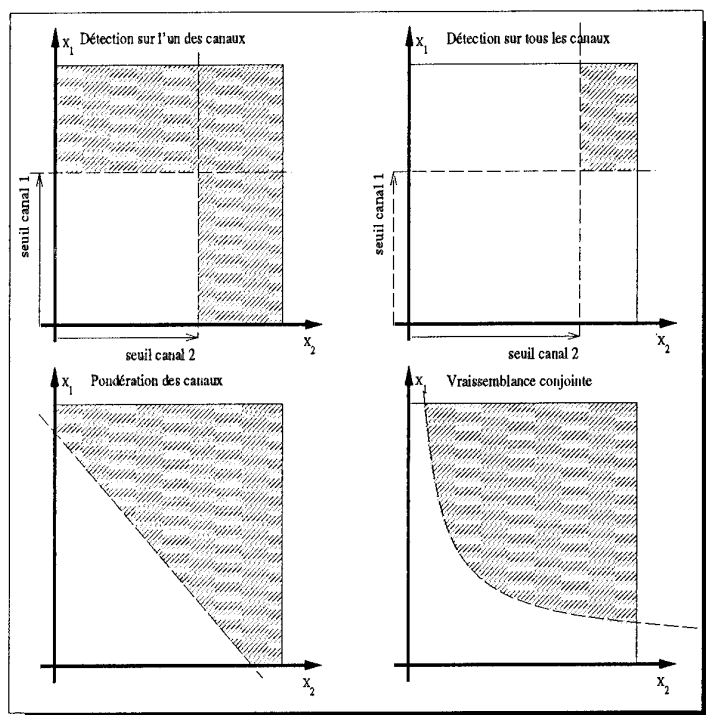 X1 Détection sur l'un des canaux
seuil canal 1
X2
seuil canal 2
X1 Détection sur tous les canaux
seuil canal 1
X2
seuil canal 2
X1 Pondération des canaux
X2
X1 Vraissemblance conjointe
X2